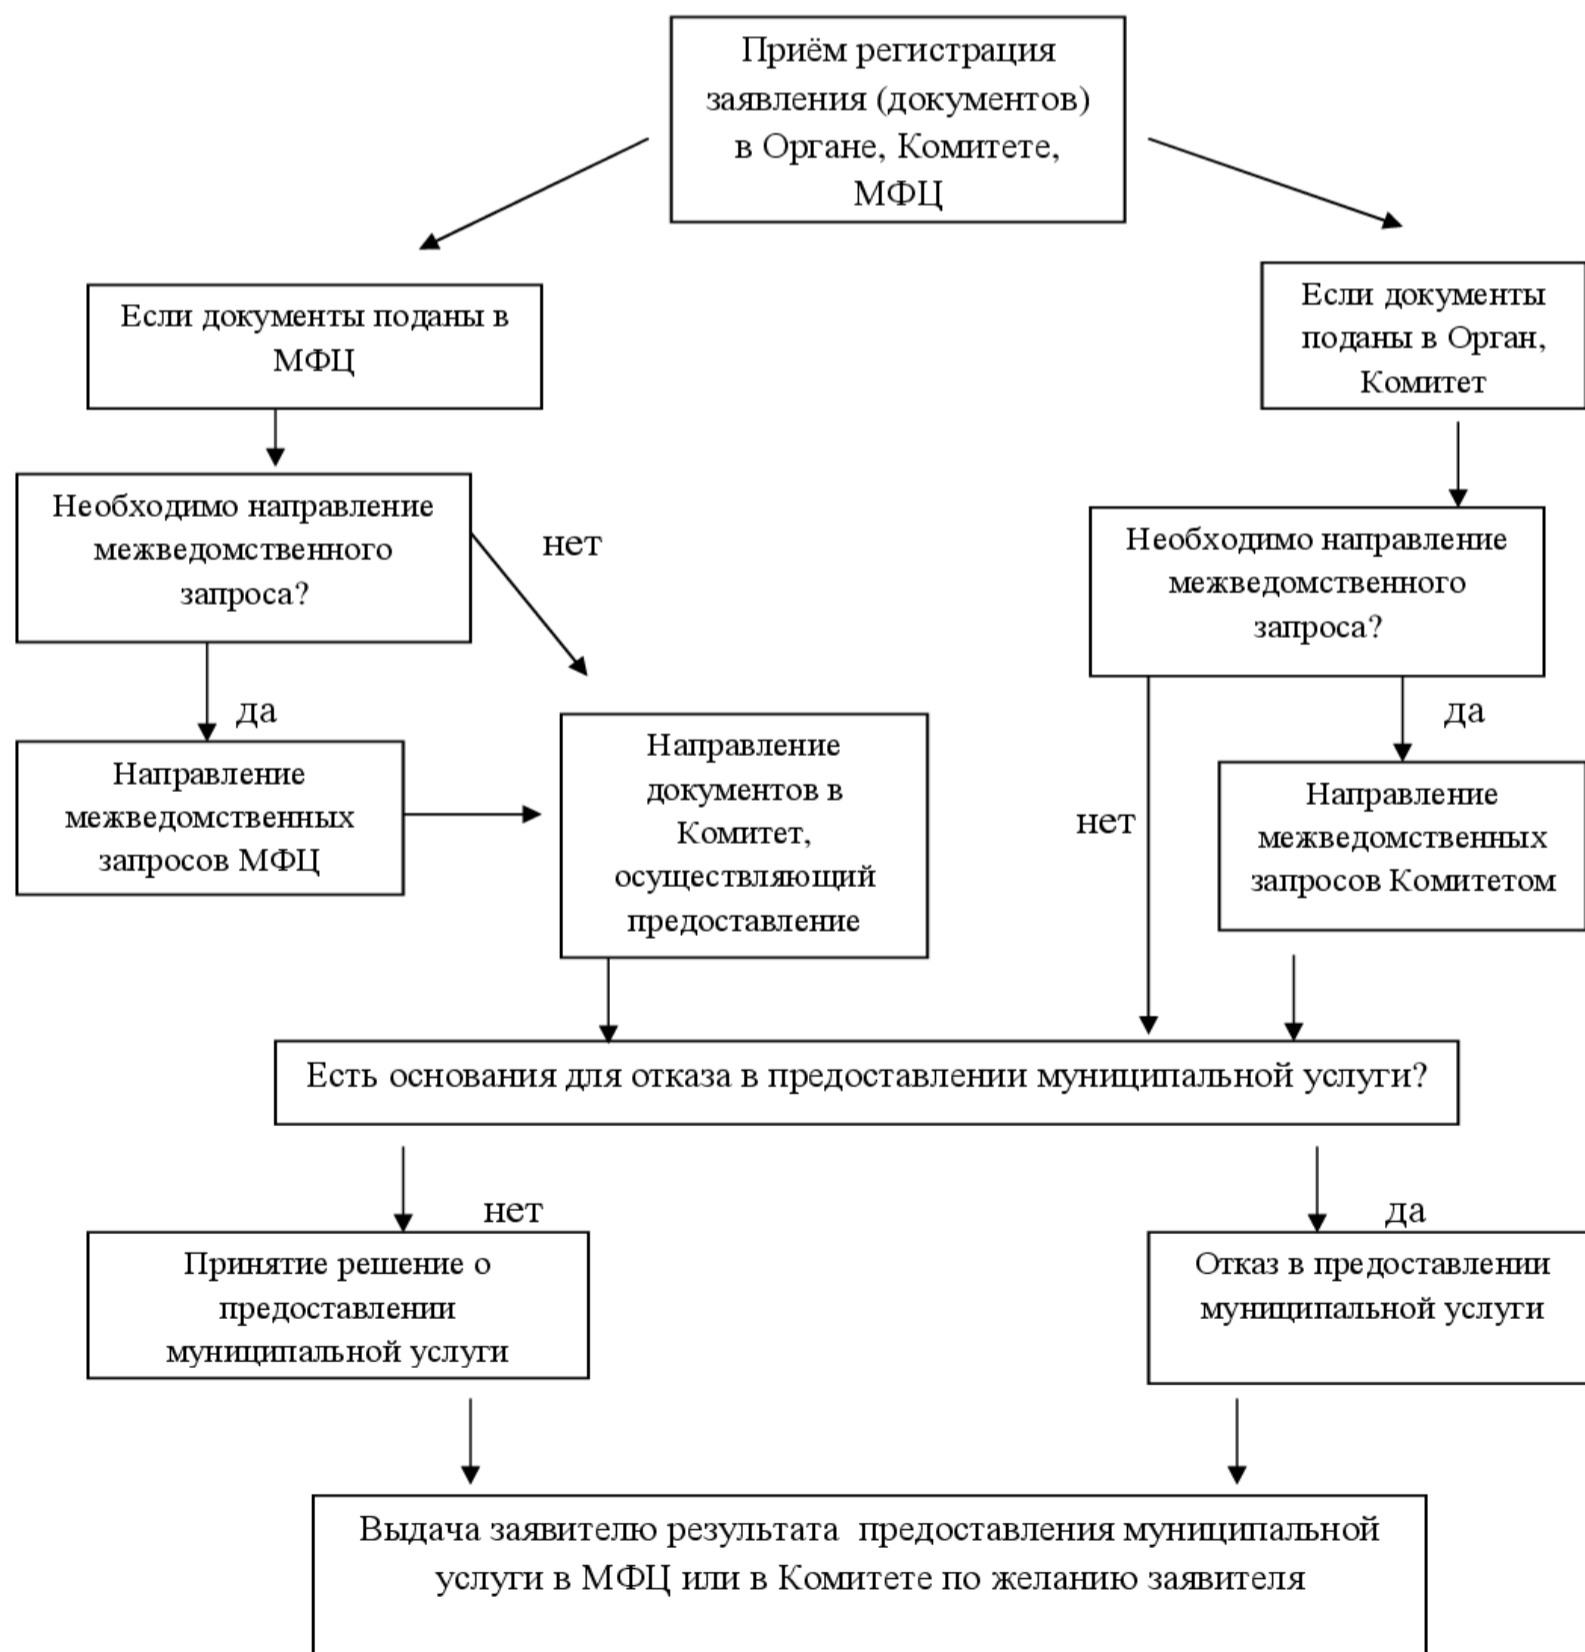 Приём регистрация
заявления (документов)
в Органе, Комитете,
МФЦ
Если документы поданы в
МФЦ
Если документы
поданы в Орган,
Комитет
Необходимо направление
межведомственного
запроса?
нет
Необходимо направление
межведомственного
запроса?
да
да
Направление
межведомственных
запросов МФЦ
Направление
документов в
Комитет,
осуществляющий
предоставление
нет
Направление
межведомственных
запросов Комитетом
Есть основания для отказа в предоставлении муниципальной услуги?
нет
да
Принятие решение о
предоставлении
муниципальной услуги
Отказ в предоставлении
муниципальной услуги
Выдача заявителю результата  предоставления муниципальной
услуги в МФЦ или в Комитете по желанию заявителя